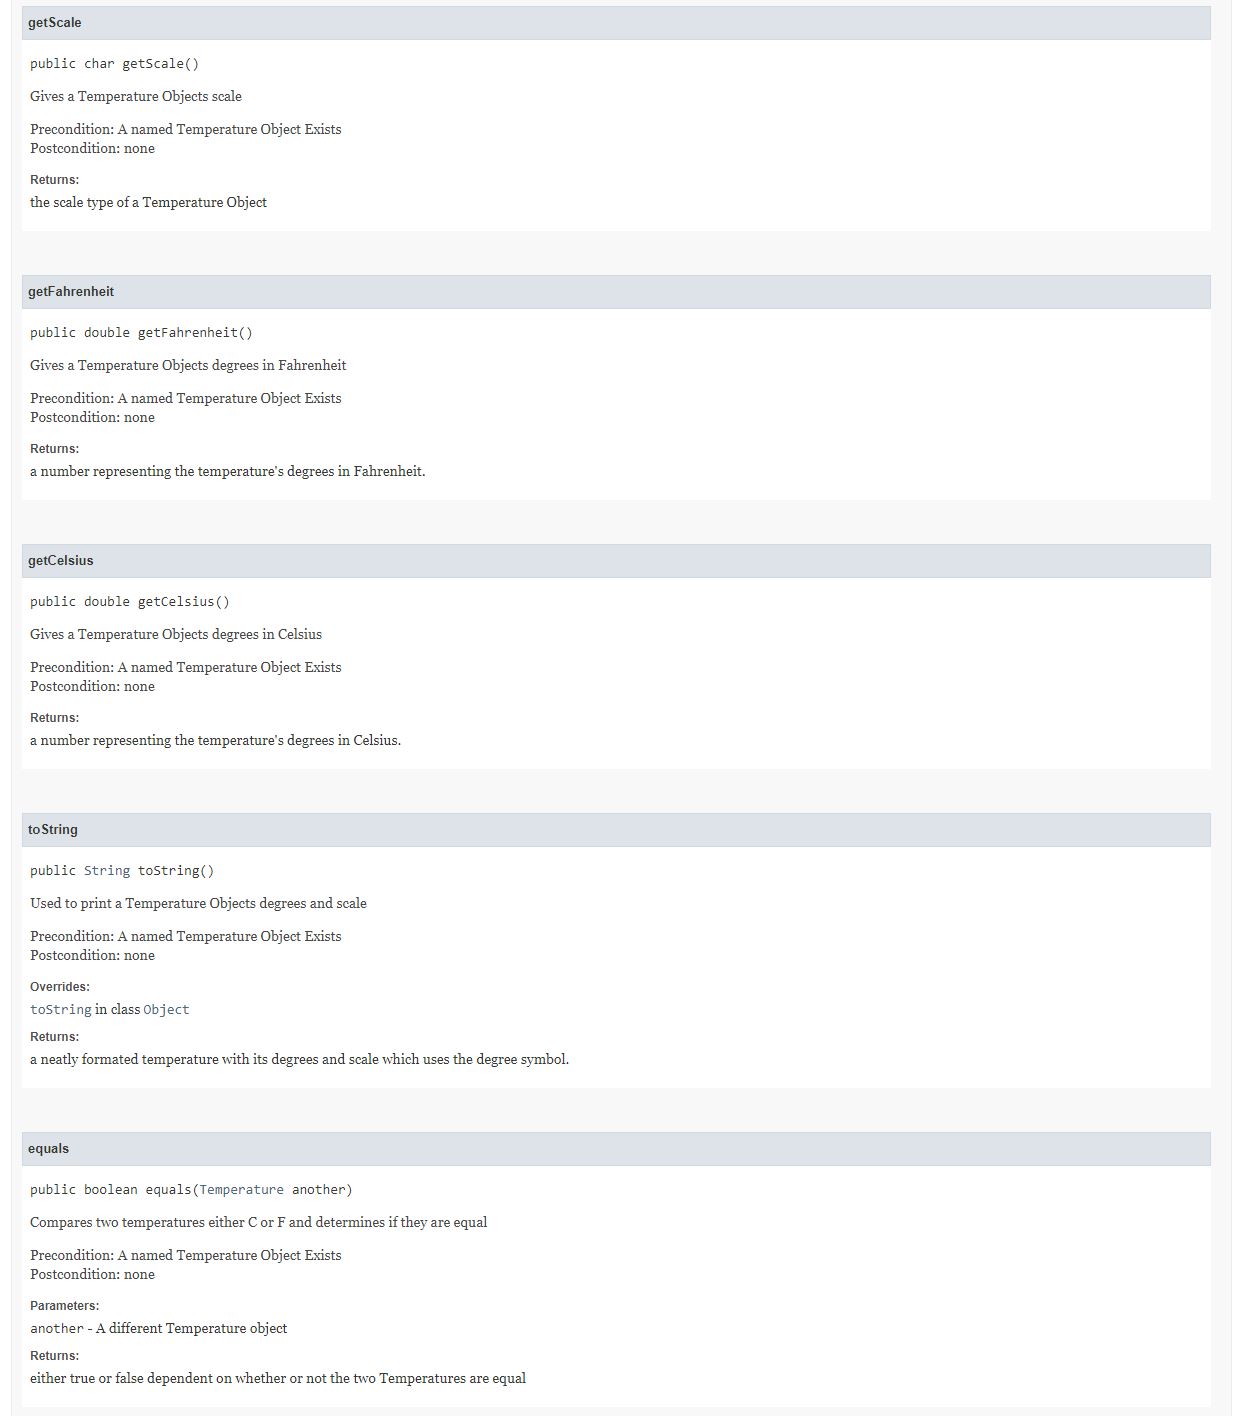 getScale
public char getScale()
Gives a Temperature Objects scale
Precondition: A named Temperature Object Exists
Postcondition: none
Returns:
the scale type of a Temperature Object
getFahrenheit
public double getFahrenheit()
Gives a Temperature Objects degrees in Fahrenheit
Precondition: A named Temperature Object Exists
Postcondition: none
Returns:
a number representing the temperature's degrees in Fahrenheit.
getCelsius
public double getCelsius()
Gives a Temperature Objects degrees in Celsius
Precondition: A named Temperature Object Exists
Postcondition: none
Returns:
a number representing the temperature's degrees in Celsius.
toString
public String toString()
Used to print a Temperature Objects degrees and scale
Precondition: A named Temperature Object Exists
Postcondition: none
Overrides:
toString in class Object
Returns:
a neatly formated temperature with its degrees and scale which uses the degree symbol.
equals
public boolean equals(Temperature another)
Compares two temperatures either C or F and determines if they are equal
Precondition: A named Temperature Object Exists
Postcondition: none
Parameters:
another - A different Temperature object
Returns:
either true or false dependent on whether or not the two Temperatures are equal